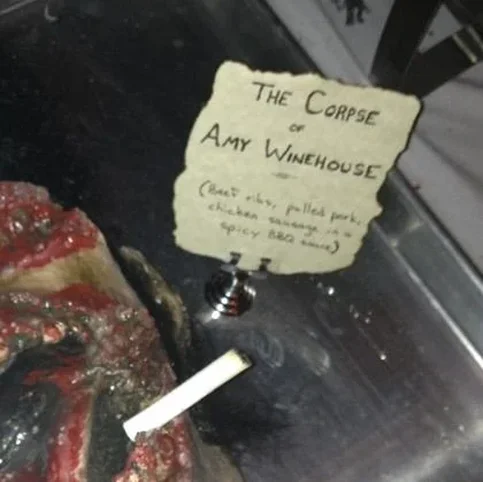 THE CORPSE
OF
AMY WINEHOUSE
(Beef ribs, pulled pork,
chicken sausage in a
spicy BBQ sauce)